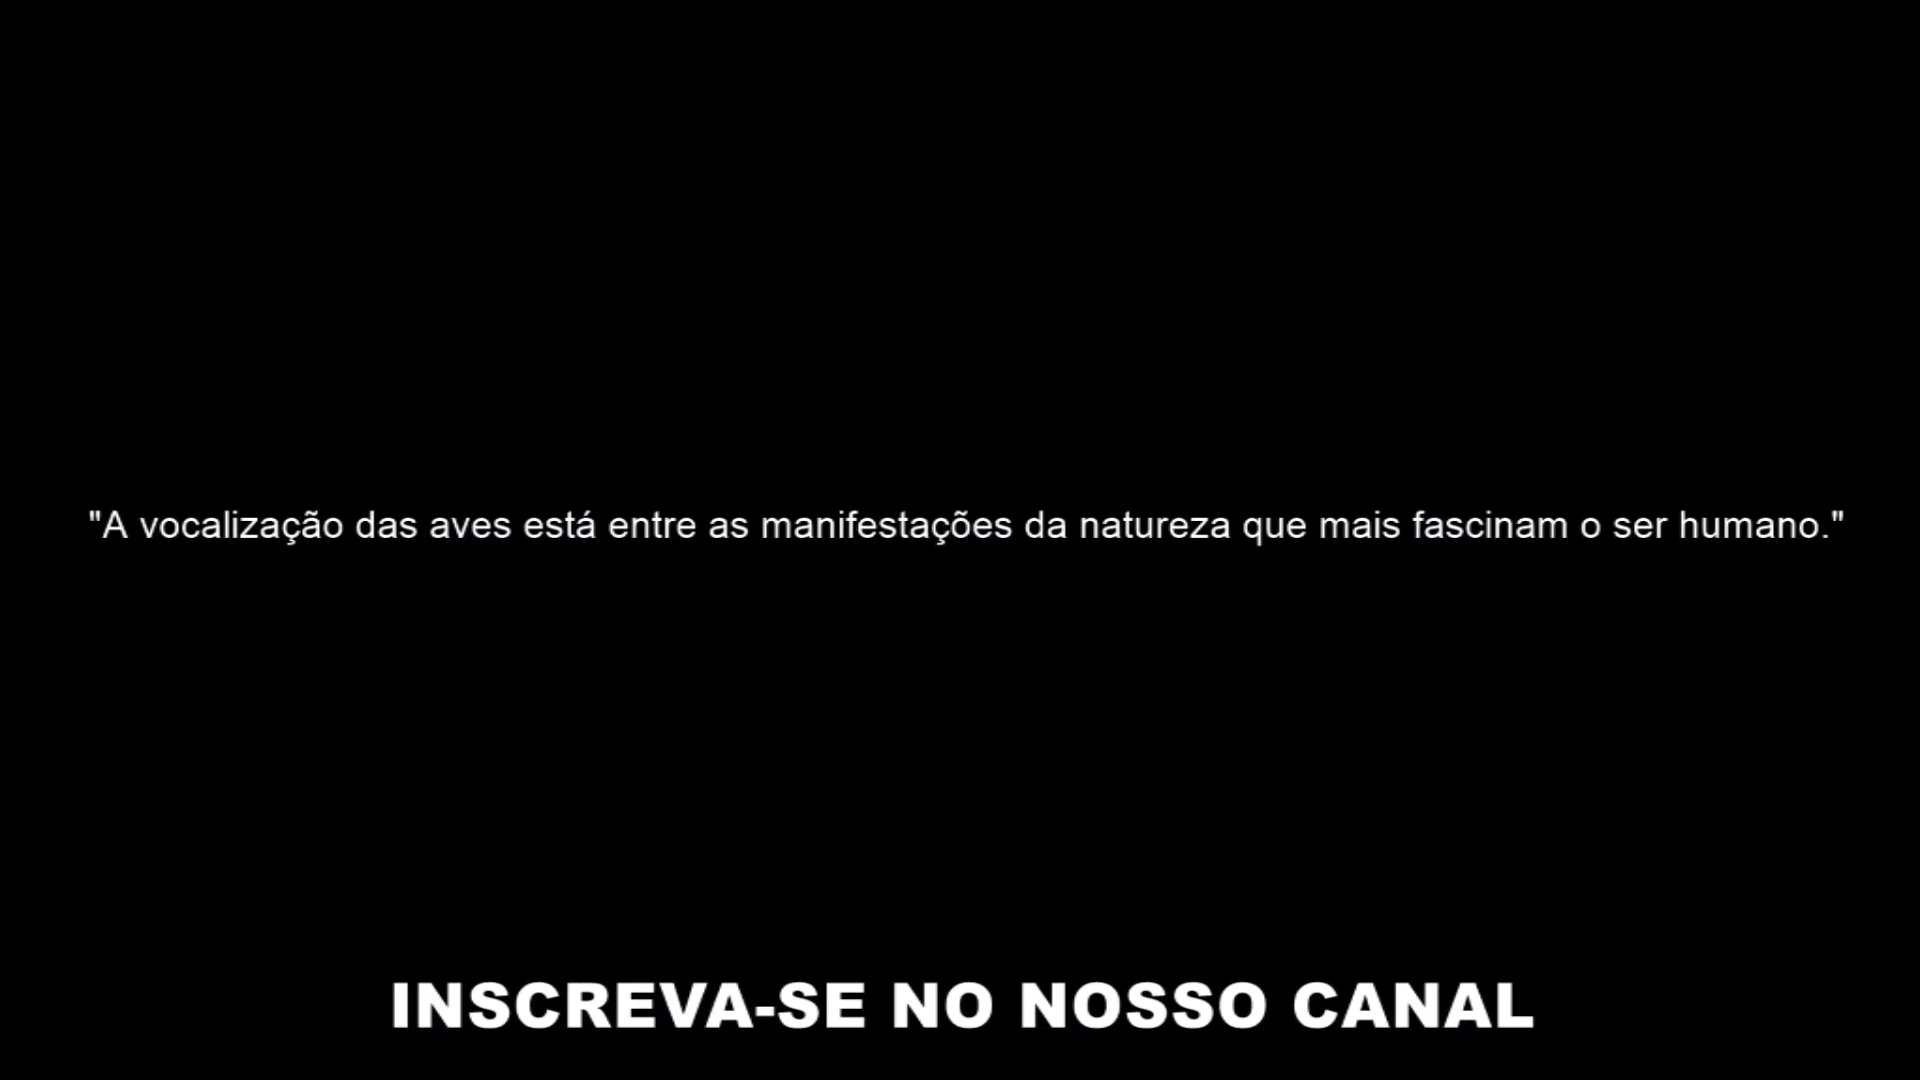 "A vocalização das aves está entre as manifestações da natureza que mais fascinam o ser humano."
INSCREVA-SE NO NOSSO CANAL